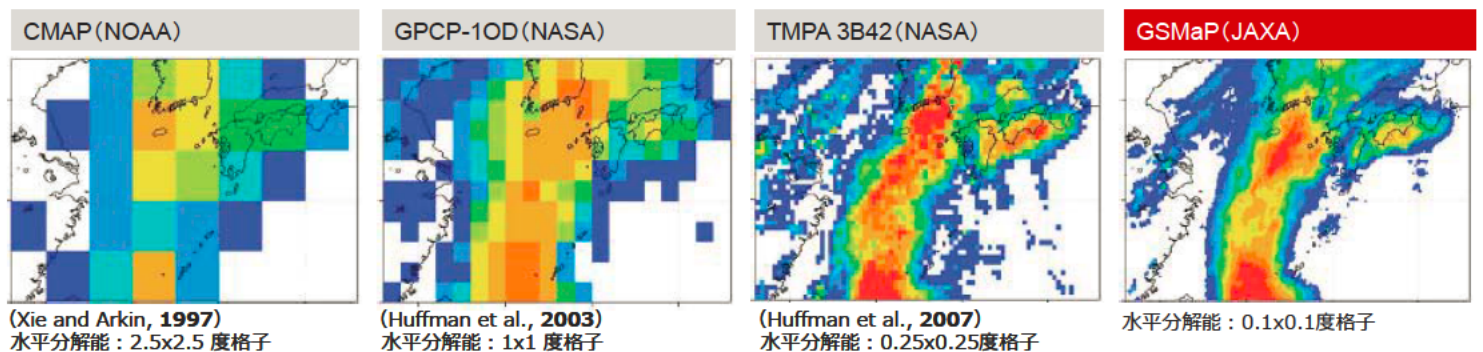 CMAP(NOAA)
GPCP-1OD(NASA)
TMPA 3B42(NASA)
GSMaP(JAXA)
(Xie and Arkin, 1997)
水平分解能:2.5x2.5 度格子
(Huffman et al., 2003)
水平分解能:1x1 度格子
(Huffman et al., 2007)
水平分解能:0.25x0.25度格子
水平分解能:0.1x0.1度格子